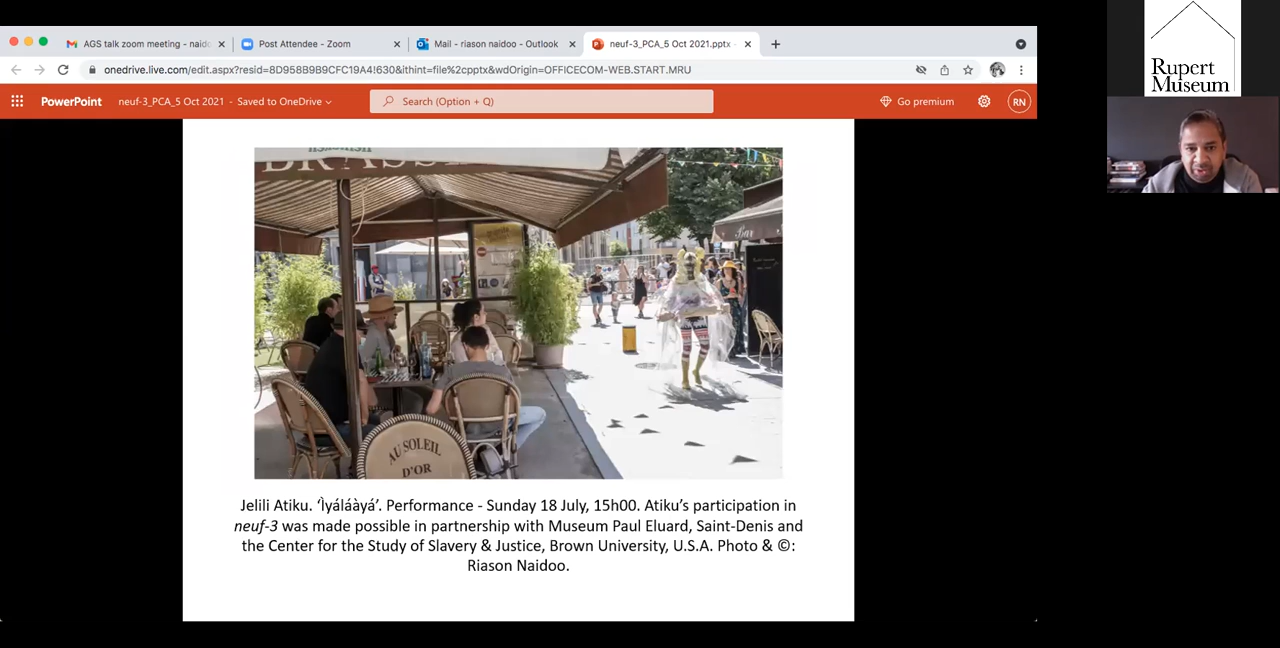 AGS talk zoom meeting - naid
Post Attendee - Zoom
Mail - riason naidoo - Outlook
neuf-3_PCA_5 Oct 2021.pptx -
onedrive.live.com/edit.aspx?resid=8D958B9B9CFC19A4!630&ithint=file%2cpptx&wdOrigin=OFFICECOM-WEB.START.MRU
PowerPoint
neuf-3_PCA_5 Oct 2021 - Saved to OneDrive
Search (Option + Q)
Go premium
RN
Rupert
Museum
Bar
AU SOLEIL
D'OR
Jelili Atiku. ‘Ìyáláàyá’. Performance - Sunday 18 July, 15h00. Atiku’s participation in
neuf-3 was made possible in partnership with Museum Paul Eluard, Saint-Denis and
the Center for the Study of Slavery & Justice, Brown University, U.S.A. Photo & ©:
Riason Naidoo.